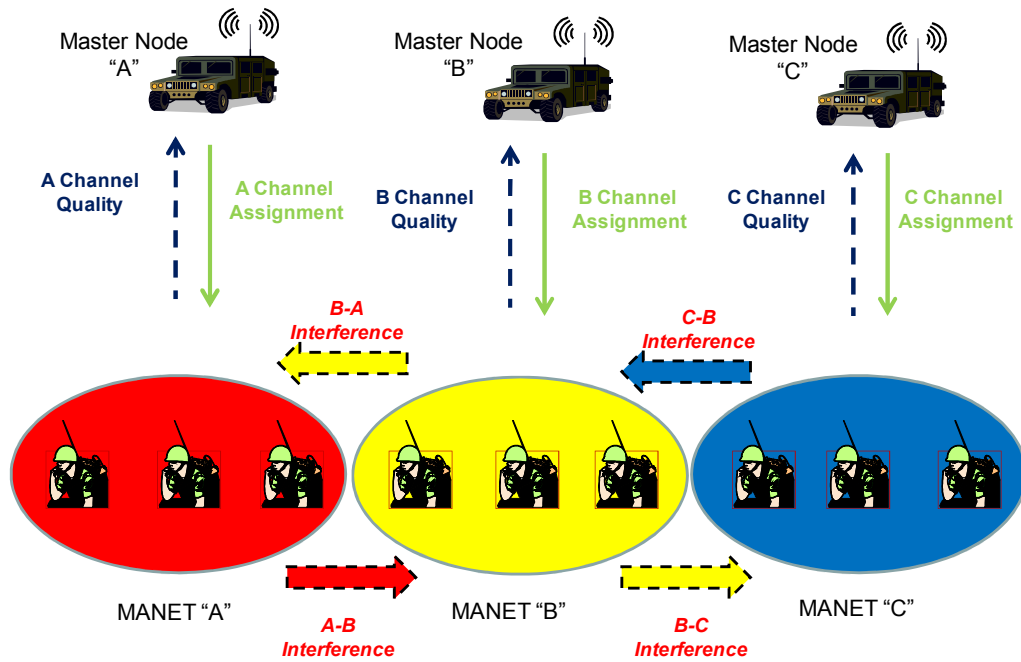 Master Node
“A”
Master Node
“B”
Master Node
“C”
A Channel
Quality
A Channel
Assignment
B Channel
Quality
B Channel
Assignment
C Channel
Quality
C Channel
Assignment
B-A
Interference
C-B
Interference
MANET “A”
A-B
Interference
MANET “B”
B-C
Interference
MANET “C”